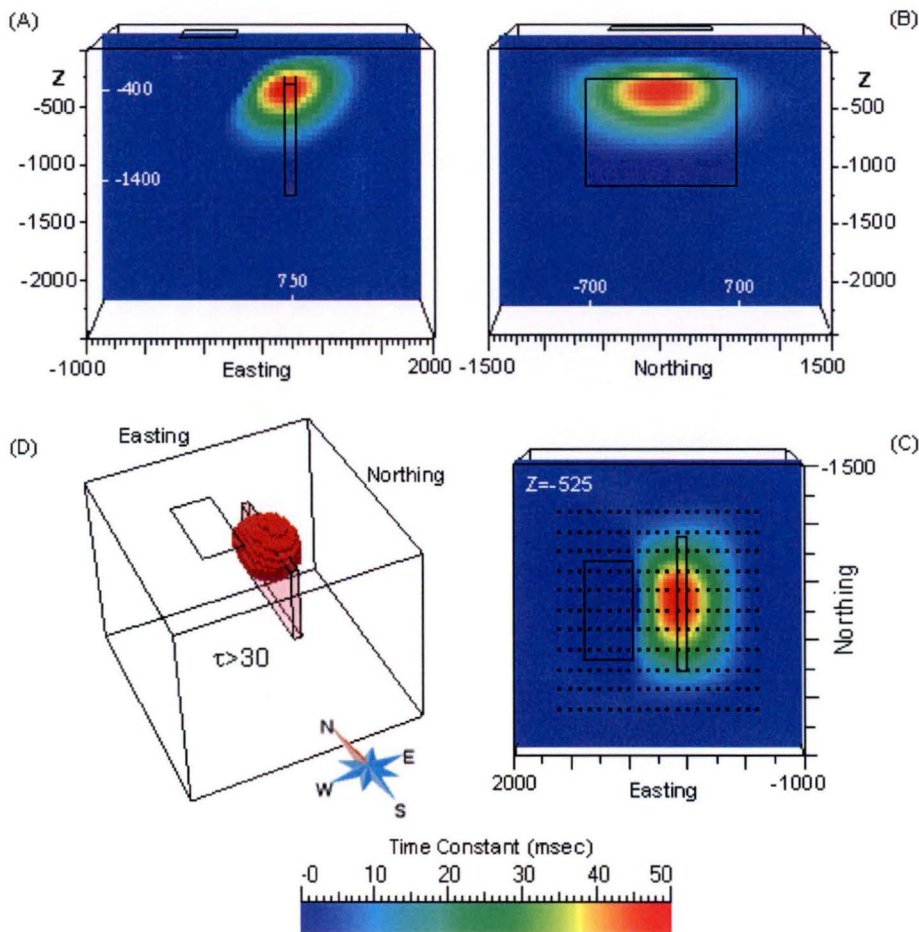 (A)
(B)
Z
-400
-500
-1000
-1400
-1500
-2000
750
-1000
Easting
2000
Z
-500
-1000
-1500
-2000
-700
700
-1500
Northing
1500
(D)
Easting
Northing
τ>30
N
E
W
S
(C)
Z=-525
-1500
Northing
2000
Easting
-1000
Time Constant (msec)
-0 10 20 30 40 50